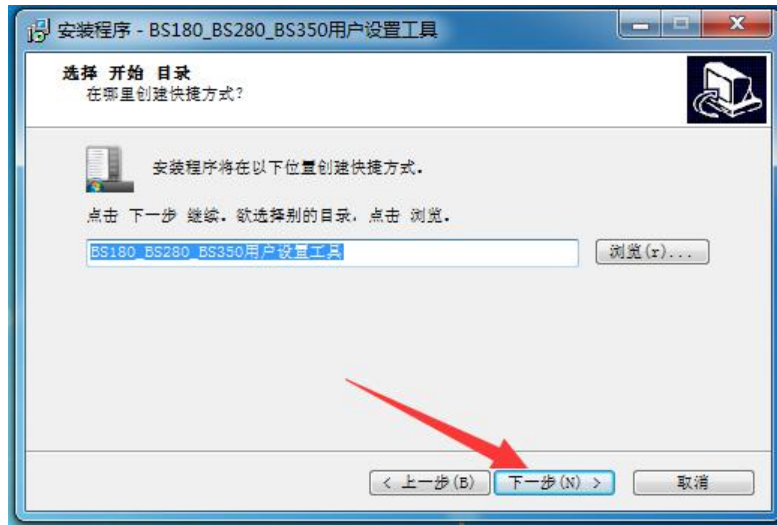 安装程序 - BS180_BS280_BS350用户设置工具
选择 开始 目录
在哪里创建快捷方式?
安装程序将在以下位置创建快捷方式.
点击 下一步 继续. 欲选择别的目录, 点击 浏览.
BS180_BS280_BS350用户设置工具
浏览(r)...
< 上一步(B)
下一步(N) >
取消